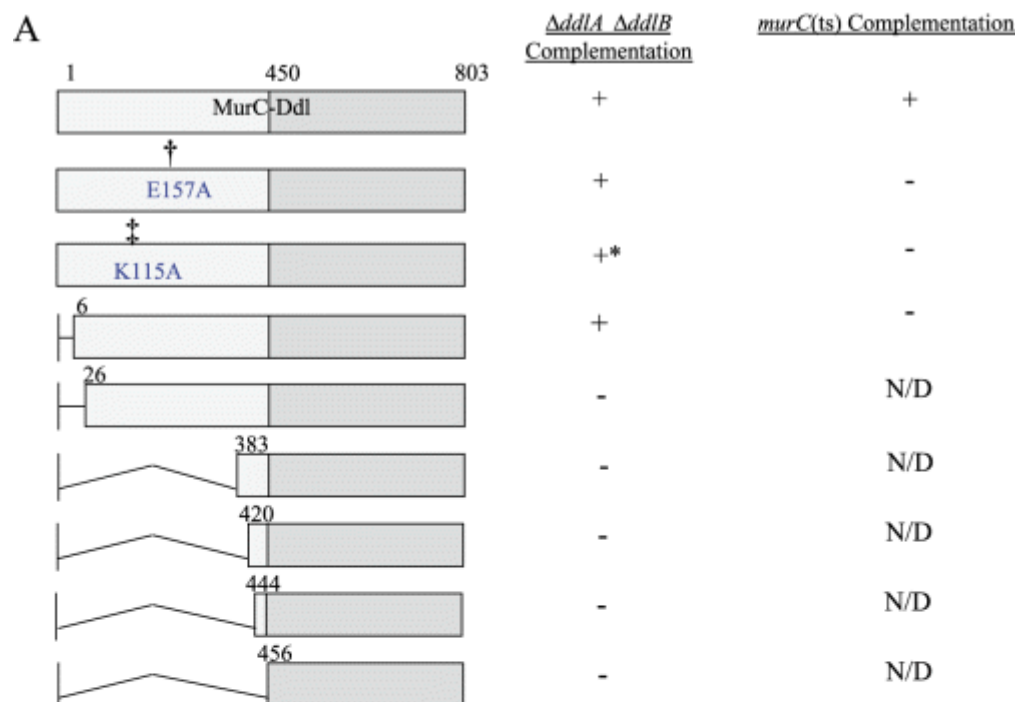 A
ΔddlA ΔddlB
Complementation
murC(ts) Complementation
1 450 803
MurC-Ddl + +
†
E157A + -
‡
K115A +* -
6 + -
26 - N/D
383 - N/D
420 - N/D
444 - N/D
456 - N/D